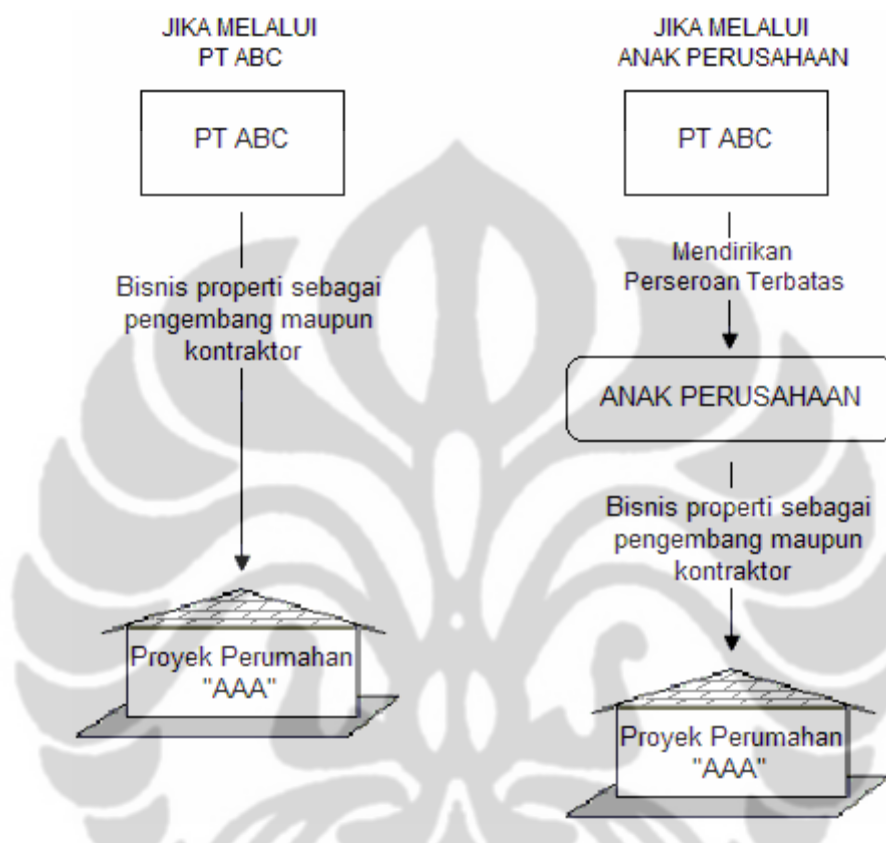 JIKA MELALUI
PT ABC
PT ABC
Bisnis properti sebagai
pengembang maupun
kontraktor
Proyek Perumahan
"AAA"
JIKA MELALUI
ANAK PERUSAHAAN
PT ABC
Mendirikan
Perseroan Terbatas
ANAK PERUSAHAAN
Bisnis properti sebagai
pengembang maupun
kontraktor
Proyek Perumahan
"AAA"